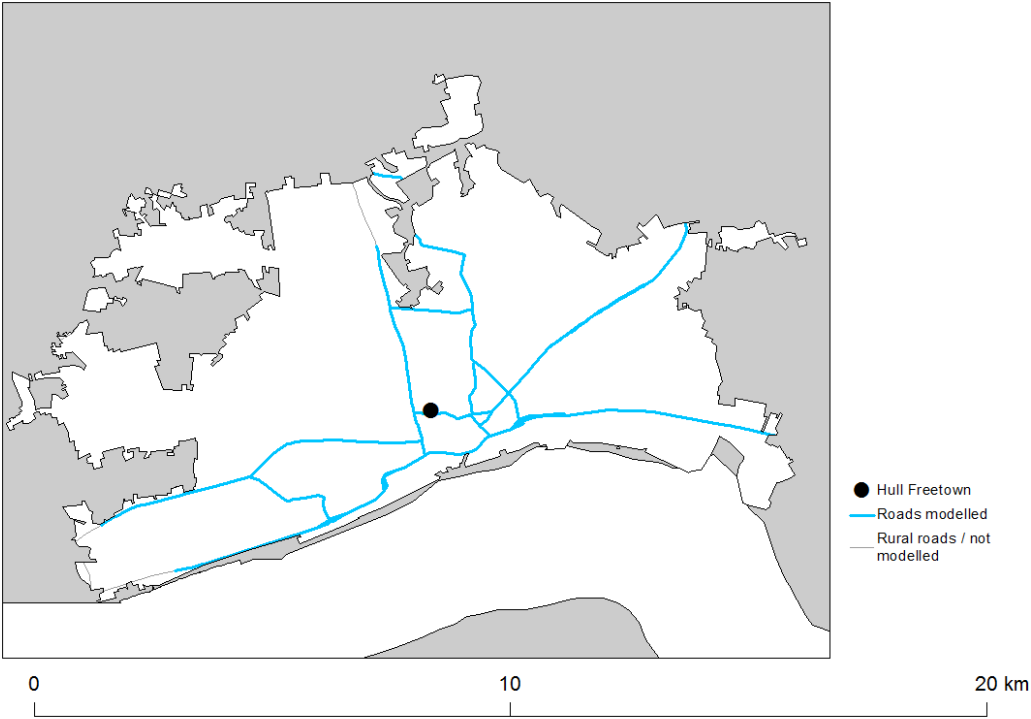 Hull Freetown
Roads modelled
Rural roads / not
modelled
0
10
20 km